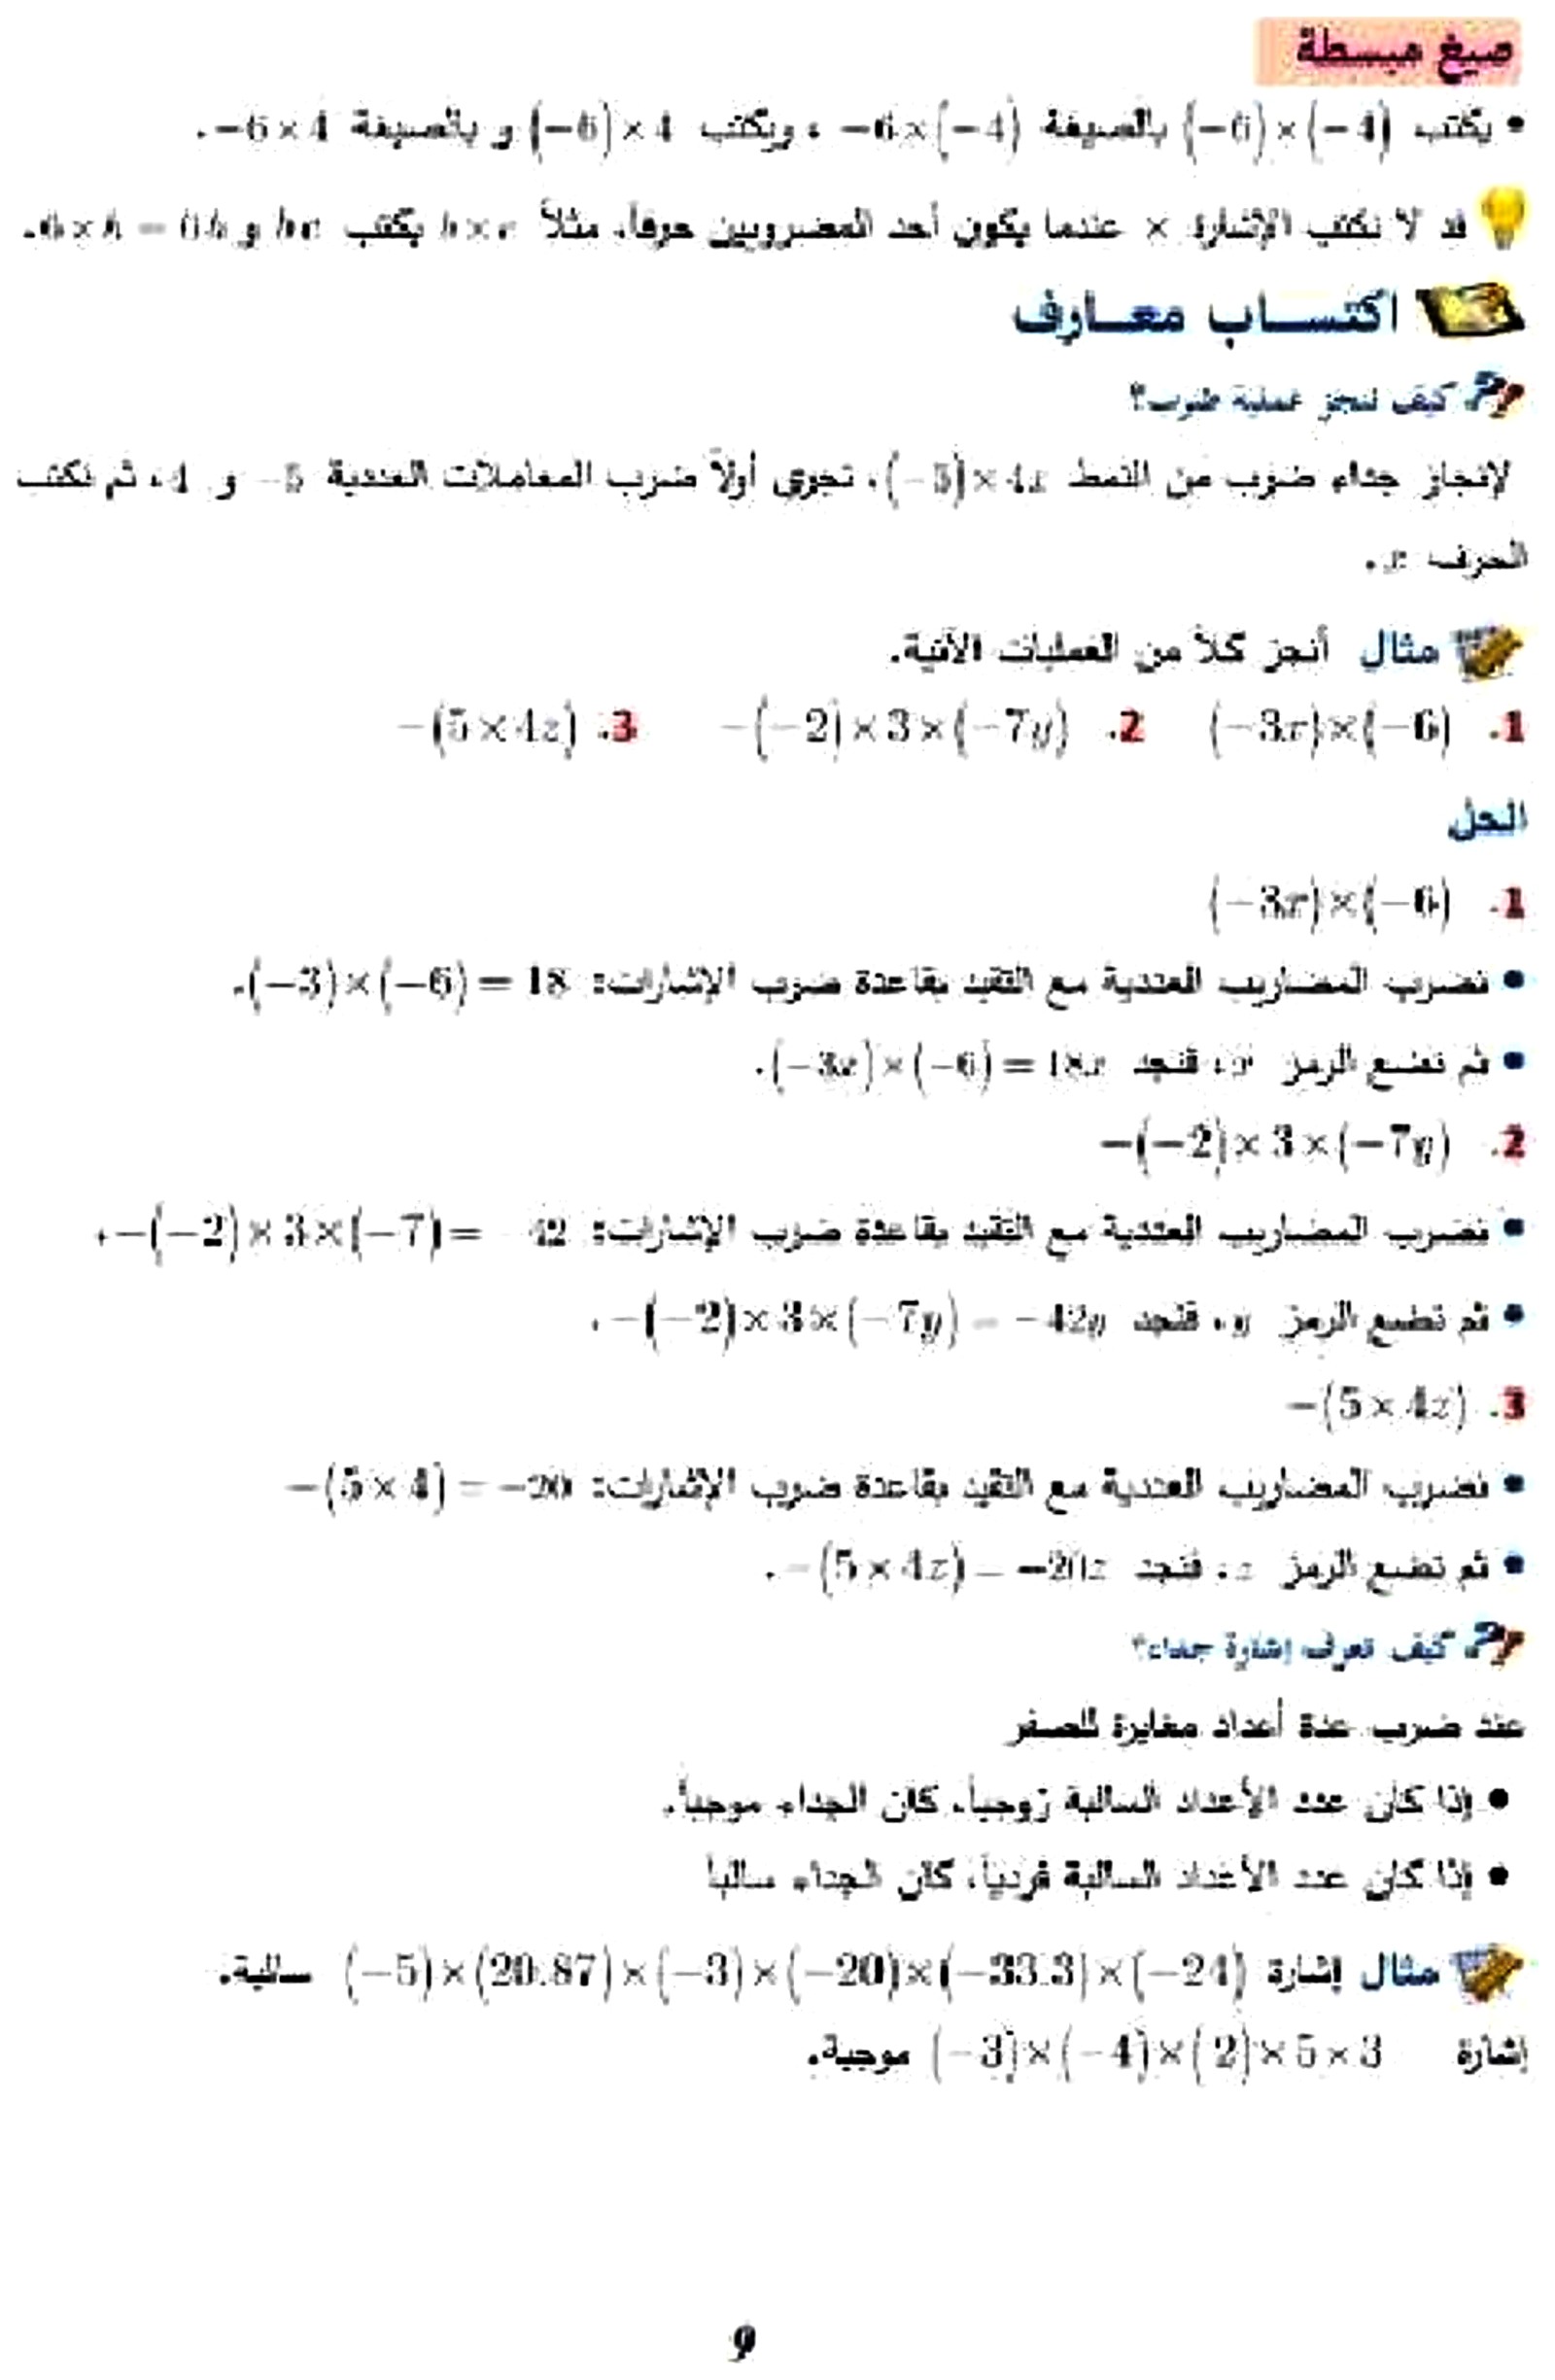 صيغ مبسطة
• يكتب (-6)×(-4) بالصيغة -6×(-4) ، ويكتب (-6)×4 و بالصيغة -6×4.
قد لا نكتب الإشارة × عندما يكون أحد المضروبين حرفاً، مثلاً يكتب و 6×h = 6h.
اكتساب معارف
كيف ننجز عملية ضرب؟
لإنجاز جداء ضرب من النمط (-5)×4x، نجري أولاً ضرب المعاملات العددية -5 و 4، ثم نكتب
الحرف x.
مثال أنجز كلاً من العمليات الآتية.
1. (-3x)×(-6) 2. -(-2)×3×(-7y) 3. -(5×4z)
الحل
1. (-3x)×(-6)
• نضرب المضاريب العددية مع التقيد بقاعدة ضرب الإشارات: (-3)×(-6)=18.
• ثم نضع الرمز x، فنجد (-3x)×(-6)=18x.
2. -(-2)×3×(-7y)
• نضرب المضاريب العددية مع التقيد بقاعدة ضرب الإشارات: -(-2)×3×(-7)= 42،
• ثم نضع الرمز y، فنجد -(-2)×3×(-7y) = -42y.
3. -(5×4z)
• نضرب المضاريب العددية مع التقيد بقاعدة ضرب الإشارات: -(5×4) = -20
• ثم نضع الرمز z، فنجد -(5×4z) = -20z.
كيف نعرف إشارة جداء؟
عند ضرب عدة أعداد مغايرة للصفر
• إذا كان عدد الأعداد السالبة زوجياً، كان الجداء موجباً.
• إذا كان عدد الأعداد السالبة فردياً، كان الجداء سالباً
مثال إشارة (-5)×(20.87)×(-3)×(-20)×(-33.3)×(-24) سالبة.
إشارة (-3)×(-4)×(2)×5×3 موجبة.
9